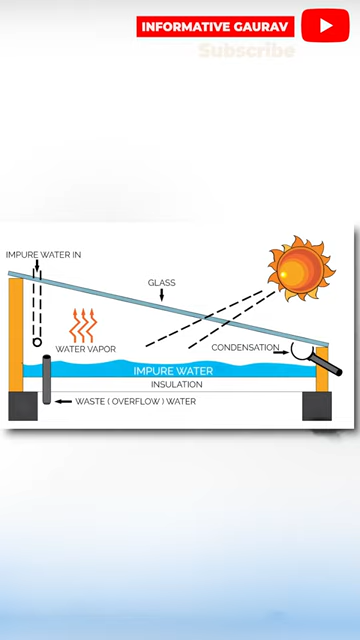 INFORMATIVE GAURAV
Subscribe
IMPURE WATER IN
GLASS
WATER VAPOR
CONDENSATION
IMPURE WATER
INSULATION
WASTE ( OVERFLOW ) WATER